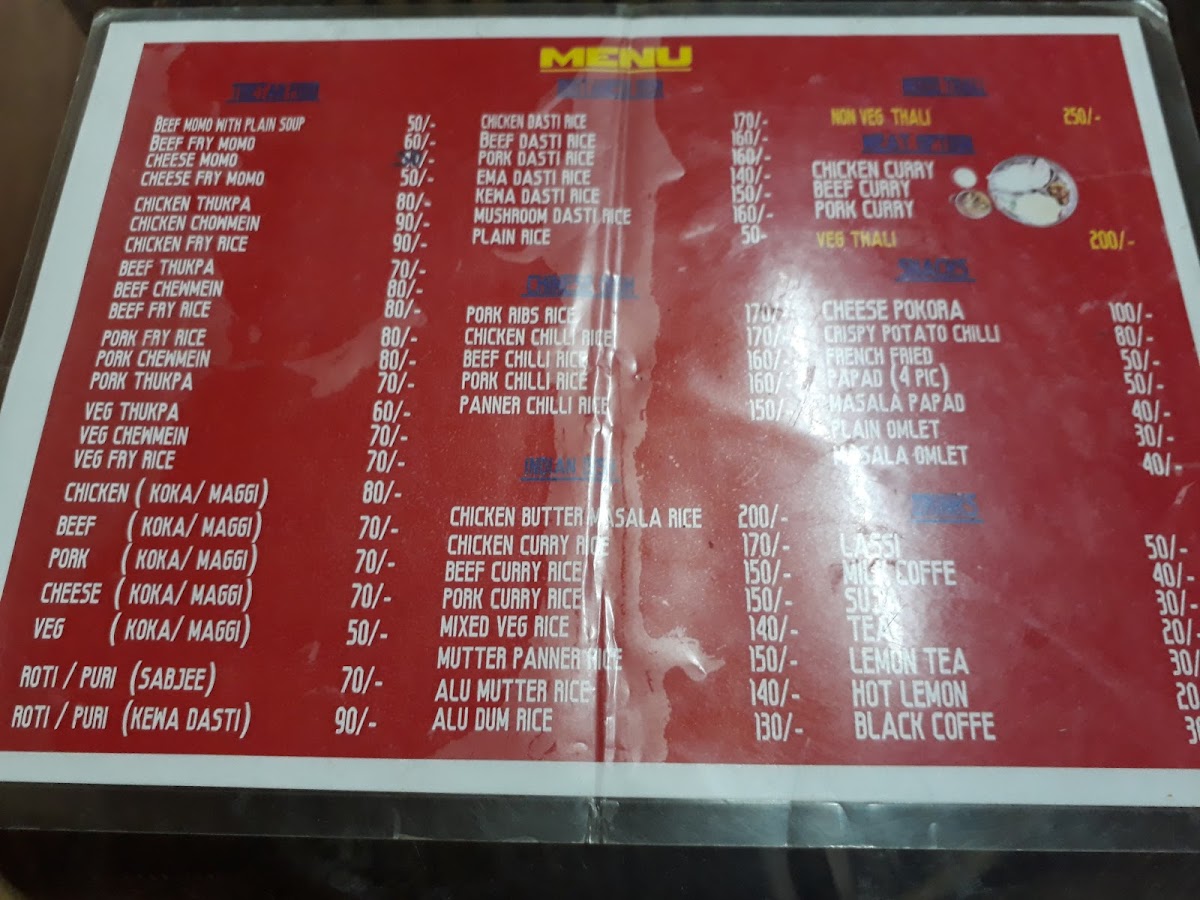 MENU
BEEF MOMO WITH PLAIN SOUP 50/-
BEEF FRY MOMO 60/-
CHEESE MOMO /-
CHEESE FRY MOMO 50/-
CHICKEN THUKPA 80/-
CHICKEN CHOWMEIN 90/-
CHICKEN FRY RICE 90/-
BEEF THUKPA 70/-
BEEF CHEWMEIN 80/-
BEEF FRY RICE 80/-
PORK FRY RICE 80/-
PORK CHEWMEIN 80/-
PORK THUKPA 70/-
VEG THUKPA 60/-
VEG CHEWMEIN 70/-
VEG FRY RICE 70/-
CHICKEN ( KOKA/ MAGGI) 80/-
BEEF ( KOKA/ MAGGI) 70/-
PORK ( KOKA/ MAGGI) 70/-
CHEESE ( KOKA/ MAGGI) 70/-
VEG ( KOKA/ MAGGI) 50/-
ROTI / PURI (SABJEE) 70/-
ROTI / PURI (KEWA DASTI) 90/-
CHICKEN DASTI RICE 170/-
BEEF DASTI RICE 160/-
PORK DASTI RICE 160/-
EMA DASTI RICE 140/-
KEWA DASTI RICE 150/-
MUSHROOM DASTI RICE 160/-
PLAIN RICE 50-
PORK RIBS RICE 170/-
CHICKEN CHILLI RICE 170/-
BEEF CHILLI RICE 160/-
PORK CHILLI RICE 160/-
PANNER CHILLI RICE 150/-
INDIAN
CHICKEN BUTTER MASALA RICE 200/-
CHICKEN CURRY RICE 170/-
BEEF CURRY RICE 150/-
PORK CURRY RICE 150/-
MIXED VEG RICE 140/-
MUTTER PANNER RICE 150/-
ALU MUTTER RICE 140/-
ALU DUM RICE 130/-
NON VEG THALI 250/-
CHICKEN CURRY
BEEF CURRY
PORK CURRY
VEG THALI 200/-
SNACKS
CHEESE POKORA 100/-
CRISPY POTATO CHILLI 80/-
FRENCH FRIED 50/-
PAPAD (4 PIC) 50/-
MASALA PAPAD 40/-
PLAIN OMLET 30/-
MASALA OMLET 40/-
LASSI 50/-
MILK COFFE 40/-
SUJA 30/-
TEA 20/-
LEMON TEA 30/
HOT LEMON 20
BLACK COFFE